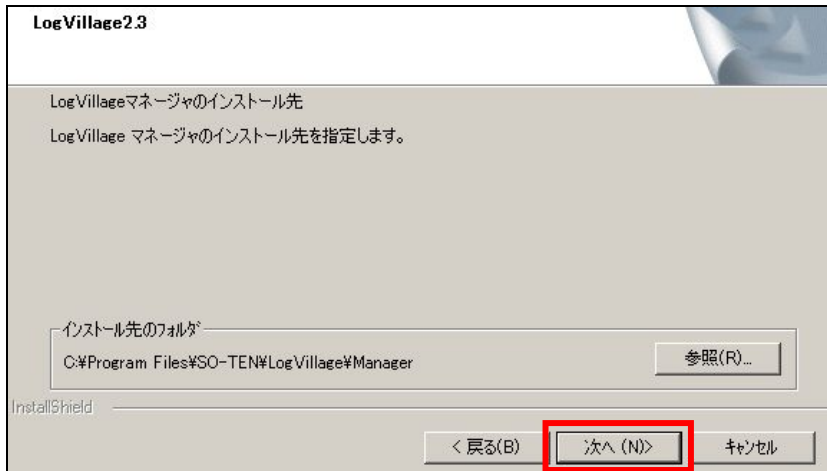 LogVillage2.3
LogVillageマネージャのインストール先
LogVillage マネージャのインストール先を指定します。
インストール先のフォルダ
C:¥Program Files¥SO-TEN¥LogVillage¥Manager
参照(R)...
InstallShield
< 戻る(B)
次へ (N)>
キャンセル